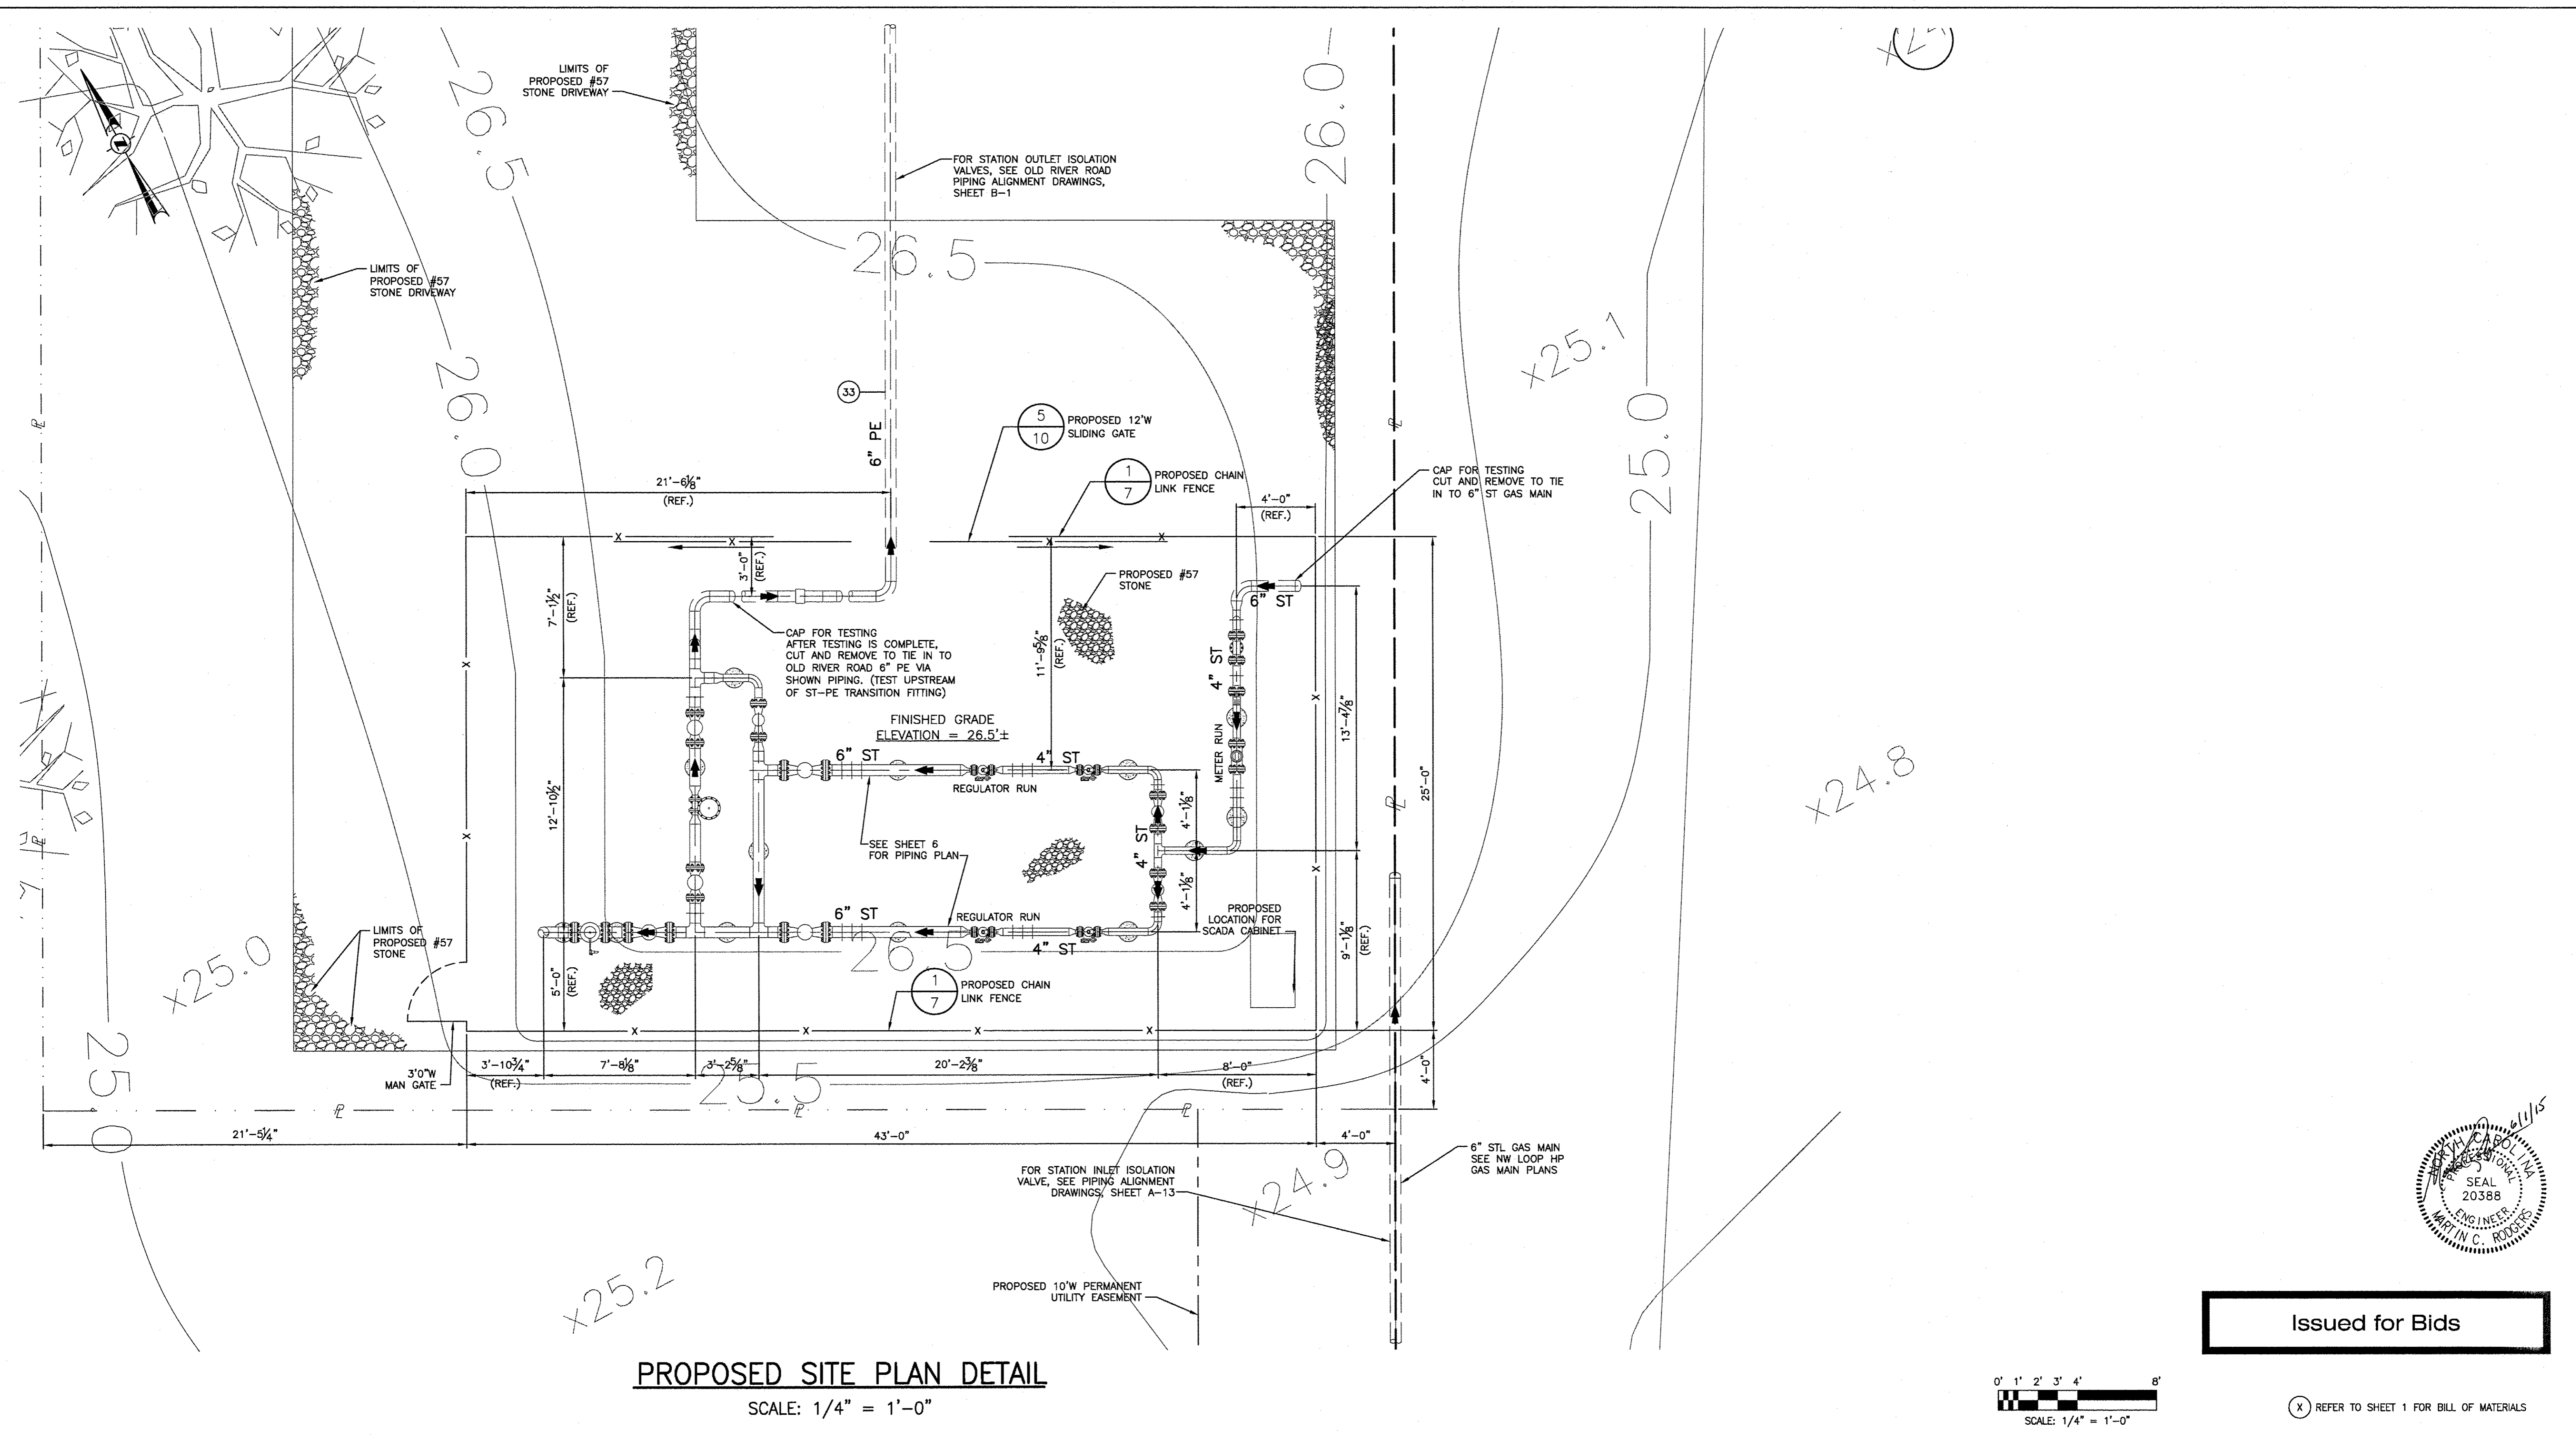 LIMITS OF
PROPOSED #57
STONE DRIVEWAY
26.5
26.0
FOR STATION OUTLET ISOLATION
VALVES, SEE OLD RIVER ROAD
PIPING ALIGNMENT DRAWINGS,
SHEET B-1
26.5
LIMITS OF
PROPOSED #57
STONE DRIVEWAY
x25.1
26.0
25.0
33
6" PE
5
10
PROPOSED 12'W
SLIDING GATE
1
7
PROPOSED CHAIN
LINK FENCE
CAP FOR TESTING
CUT AND REMOVE TO TIE
IN TO 6" ST GAS MAIN
21'-6⅛"
(REF.)
4'-0"
(REF.)
3'-0"
(REF.)
7'-1½"
(REF.)
PROPOSED #57
STONE
6" ST
CAP FOR TESTING
AFTER TESTING IS COMPLETE,
CUT AND REMOVE TO TIE IN TO
OLD RIVER ROAD 6" PE VIA
SHOWN PIPING. (TEST UPSTREAM
OF ST-PE TRANSITION FITTING)
11'-9⅝"
(REF.)
4" ST
METER RUN
13'-4⅞"
25'-0"
FINISHED GRADE
ELEVATION = 26.5'±
6" ST
4" ST
REGULATOR RUN
12'-10½"
4'-1⅛"
4" ST
4" ST
4'-1⅛"
x24.8
SEE SHEET 6
FOR PIPING PLAN
6" ST
REGULATOR RUN
4" ST
26.5
PROPOSED
LOCATION FOR
SCADA CABINET
9'-1⅛"
(REF.)
LIMITS OF
PROPOSED #57
STONE
x25.0
5'-0"
(REF.)
1
7
PROPOSED CHAIN
LINK FENCE
25.0
3'0"W
MAN GATE
3'-10¾"
(REF.)
7'-8⅛"
3'-2⅝"
20'-2⅜"
8'-0"
(REF.)
4'-0"
25.5
21'-5¼"
43'-0"
4'-0"
6" STL GAS MAIN
SEE NW LOOP HP
GAS MAIN PLANS
FOR STATION INLET ISOLATION
VALVE, SEE PIPING ALIGNMENT
DRAWINGS, SHEET A-13
x24.9
x25.2
PROPOSED 10'W PERMANENT
UTILITY EASEMENT
6/1/15
NORTH CAROLINA
PROFESSIONAL
SEAL
20388
ENGINEER
MARTIN C. RODGERS
Issued for Bids
PROPOSED SITE PLAN DETAIL
SCALE: 1/4" = 1'-0"
0' 1' 2' 3' 4' 8'
SCALE: 1/4" = 1'-0"
X REFER TO SHEET 1 FOR BILL OF MATERIALS